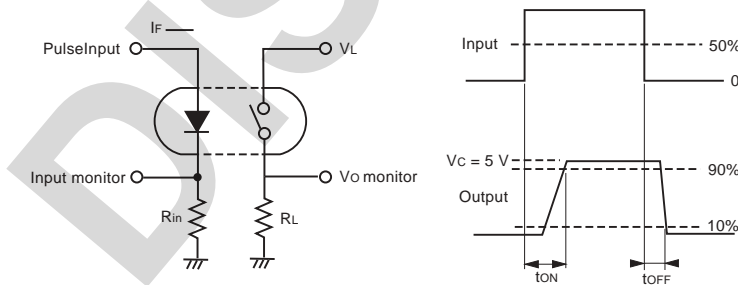 IF
PulseInput
VL
Input monitor
VO monitor
Rin
RL
Input
50%
0
VC = 5 V
90%
Output
10%
tON
tOFF
DIS